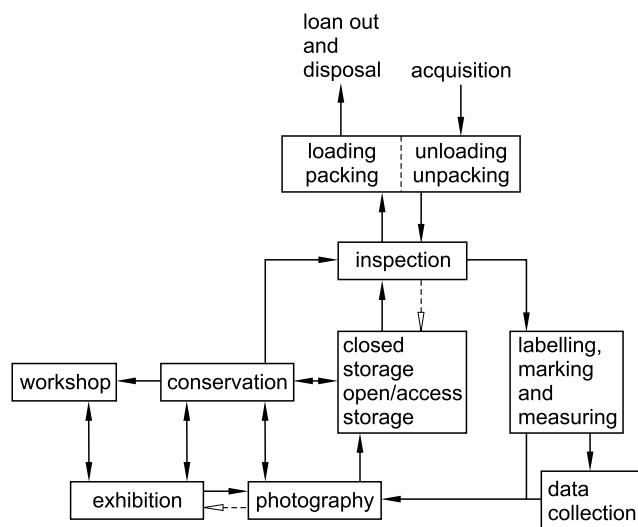 loan out
and
disposal
acquisition
loading
packing
unloading
unpacking
inspection
closed
storage
open/access
storage
labelling,
marking
and
measuring
workshop
conservation
exhibition
photography
data
collection